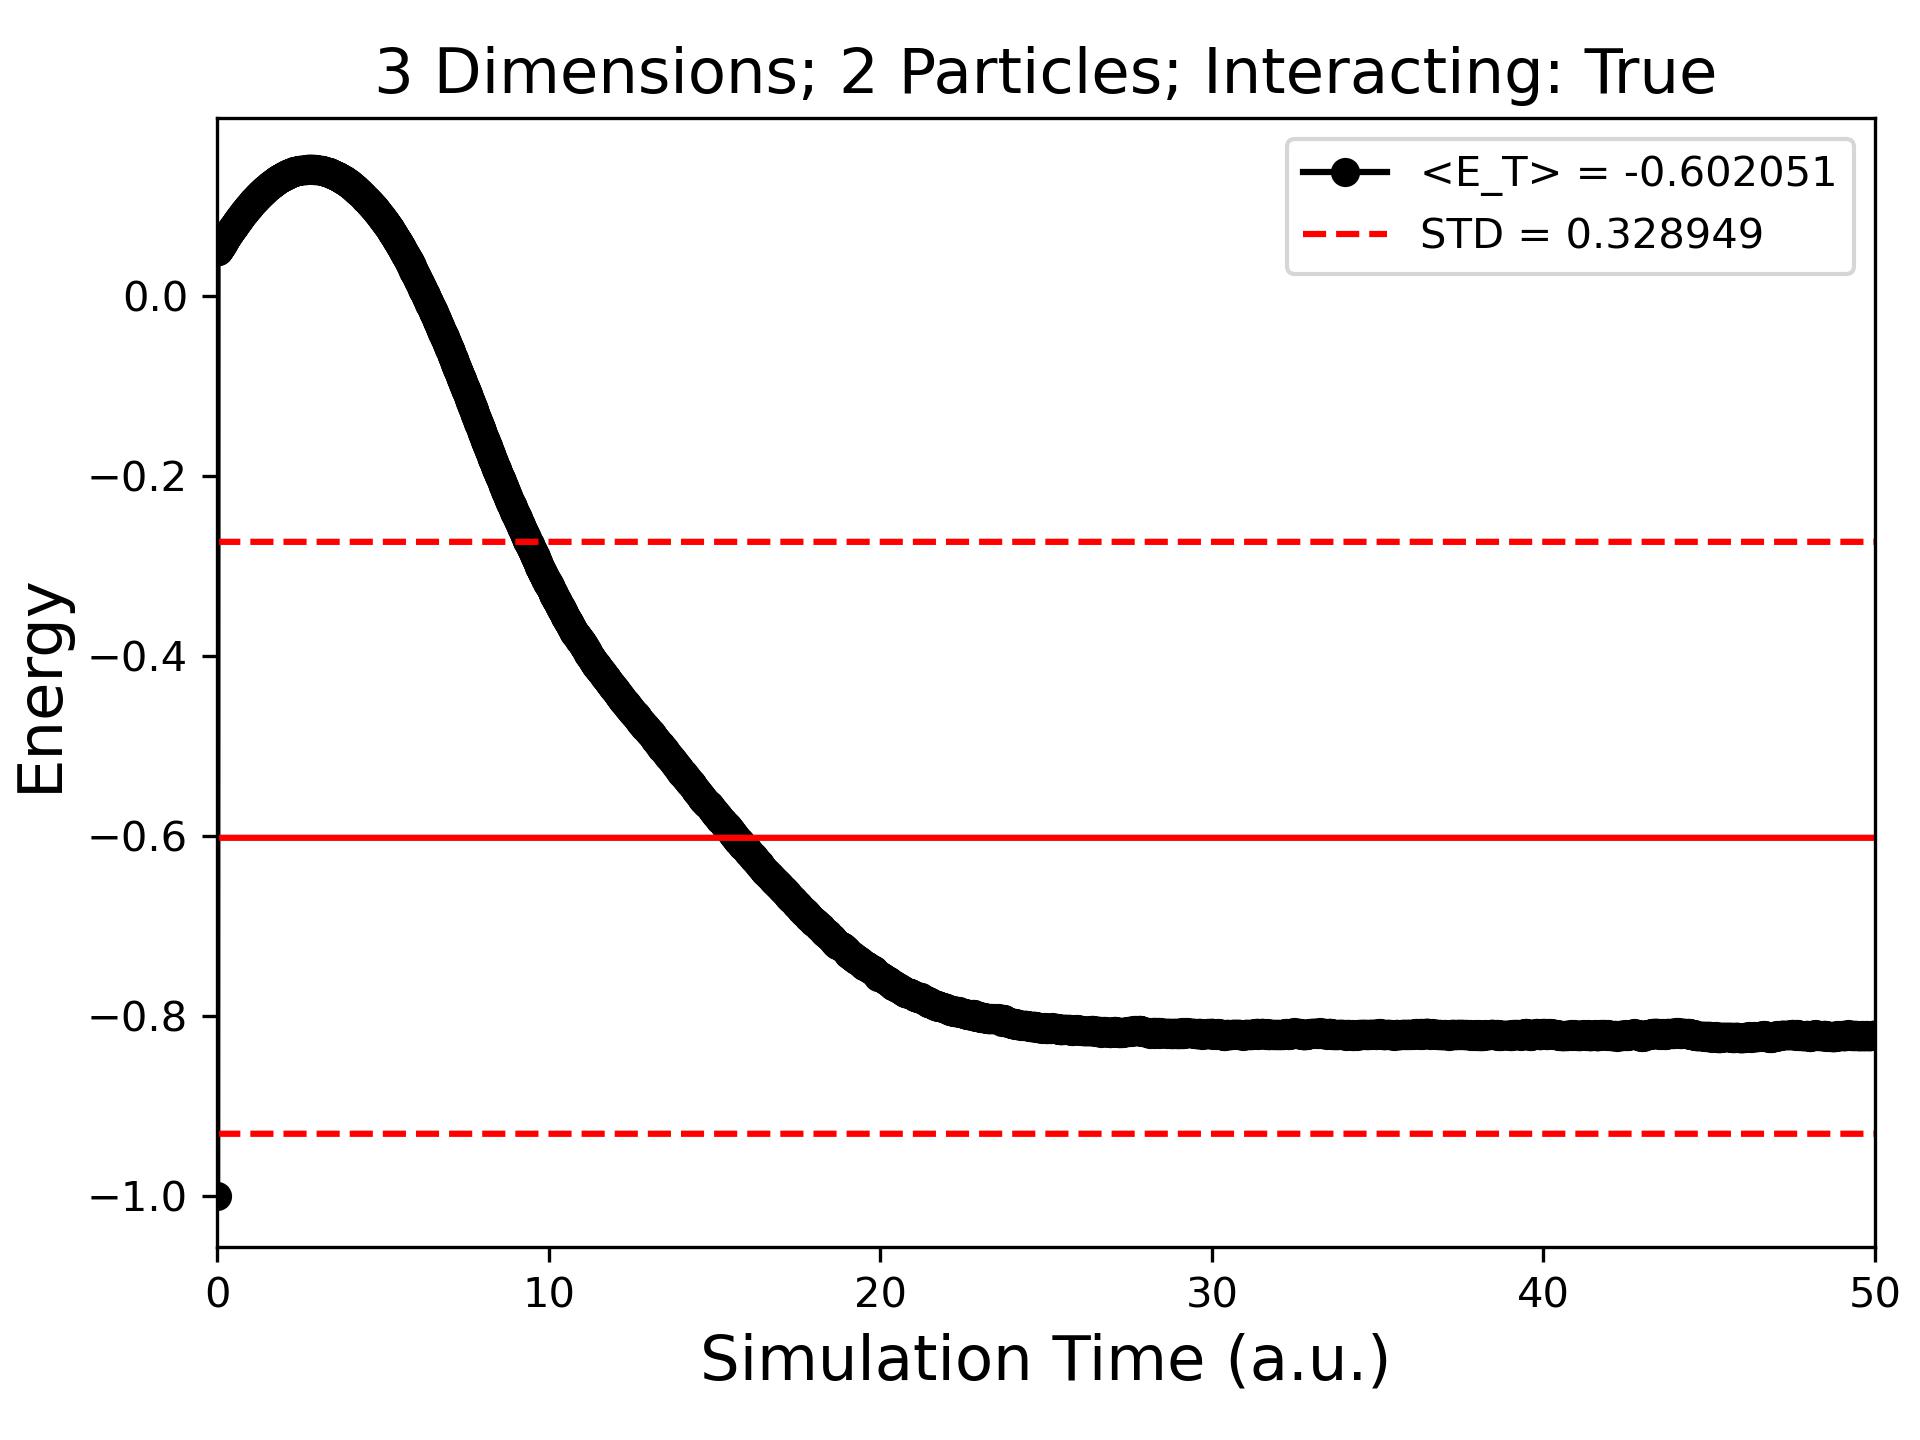 3 Dimensions; 2 Particles; Interacting: True
<E_T> = -0.602051
STD = 0.328949
Energy
0.0
−0.2
−0.4
−0.6
−0.8
−1.0
0 10 20 30 40 50
Simulation Time (a.u.)